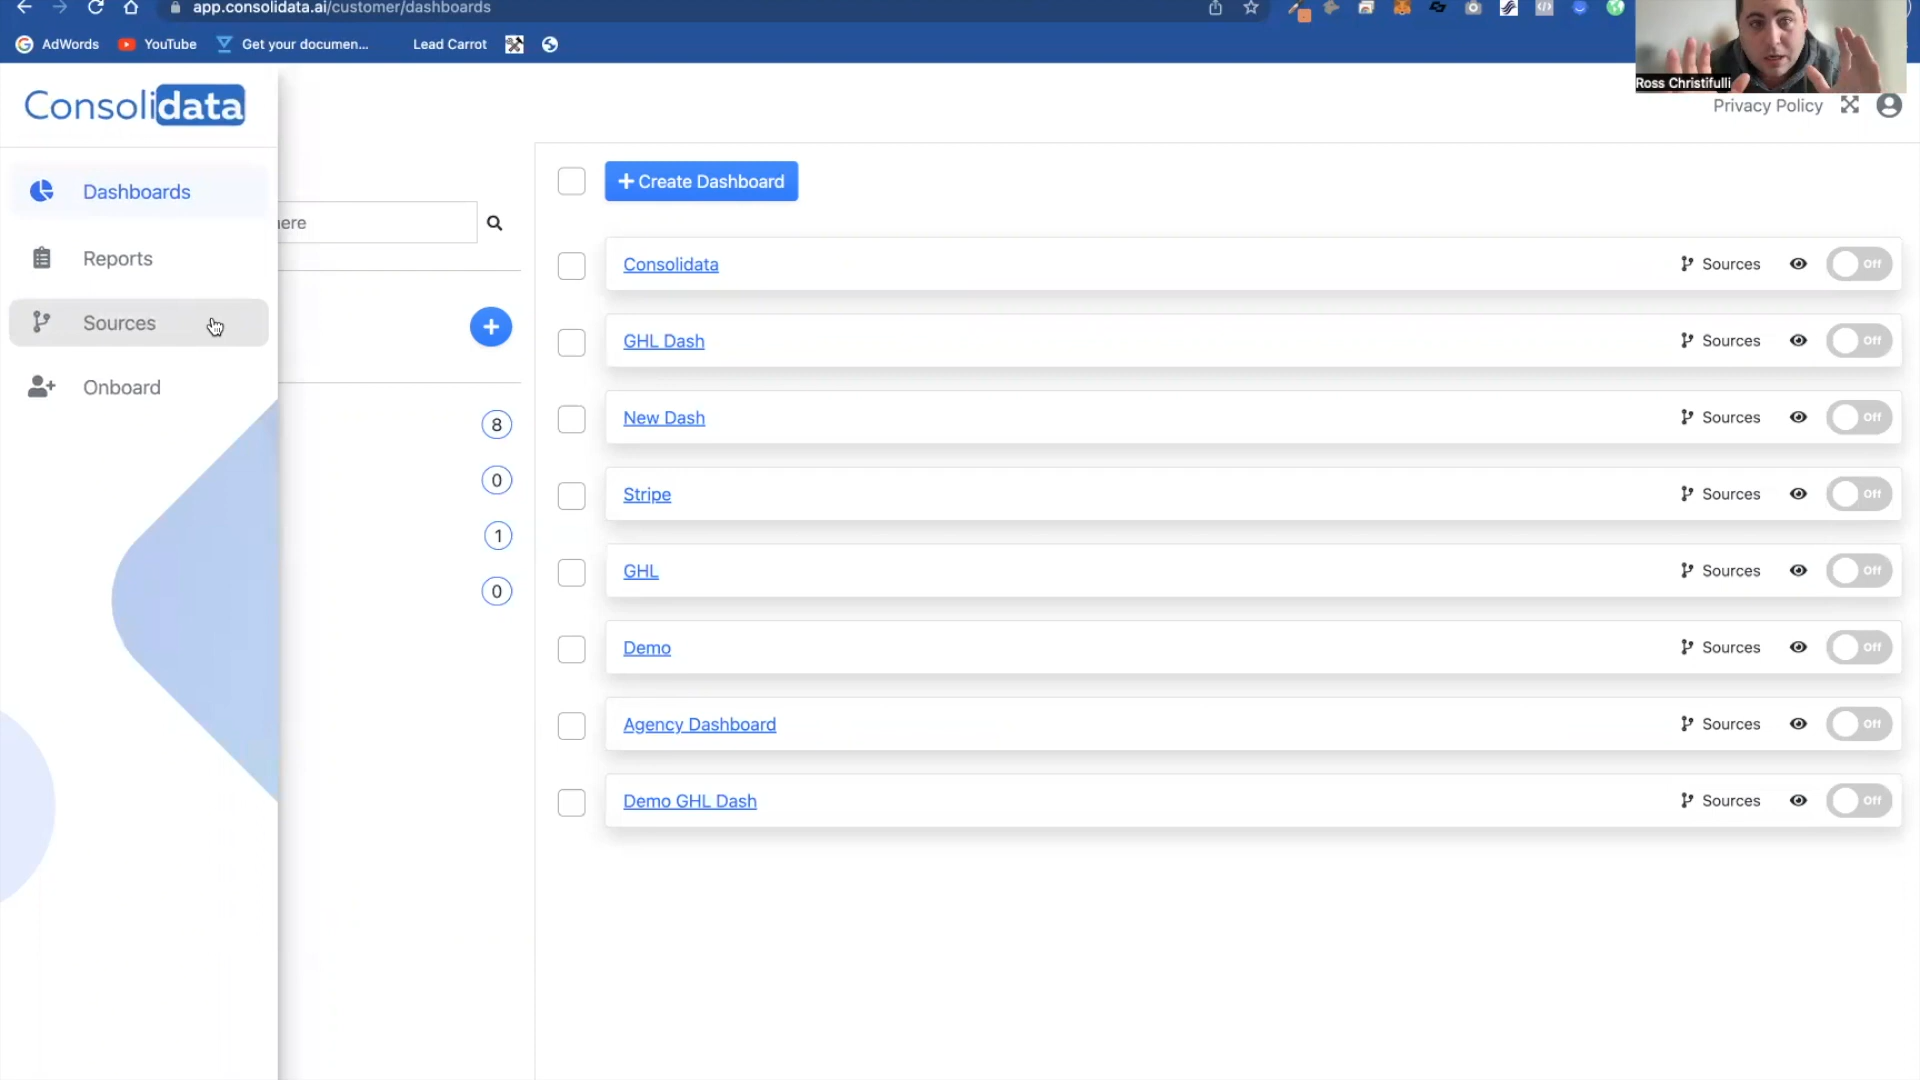 app.consolidata.ai/customer/dashboards
AdWords
YouTube
Get your documen...
Lead Carrot
Ross Christifulli
Consolidata
Privacy Policy
Dashboards
Reports
Sources
Onboard
here
8
0
1
0
+ Create Dashboard
Consolidata Sources Off
GHL Dash Sources Off
New Dash Sources Off
Stripe Sources Off
GHL Sources Off
Demo Sources Off
Agency Dashboard Sources Off
Demo GHL Dash Sources Off